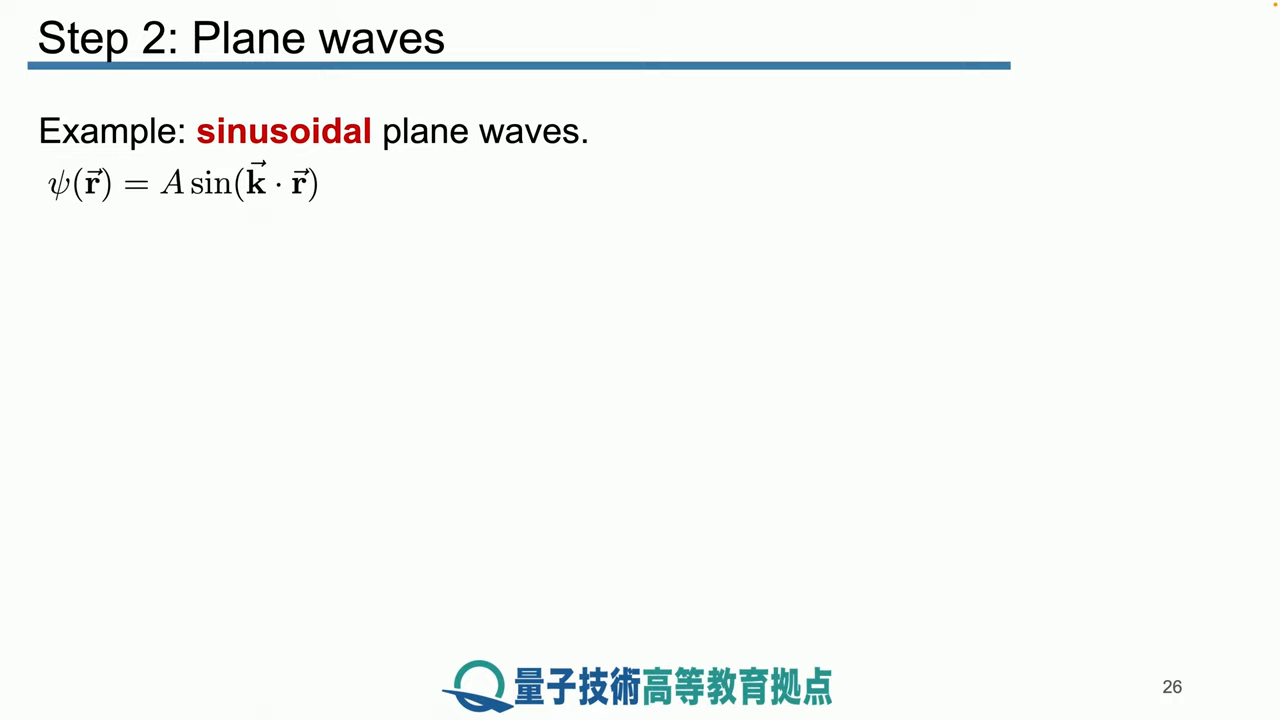 Step 2: Plane waves
Example: sinusoidal plane waves.
ψ(r⃗) = A sin(k⃗ · r⃗)
量子技術高等教育拠点
26